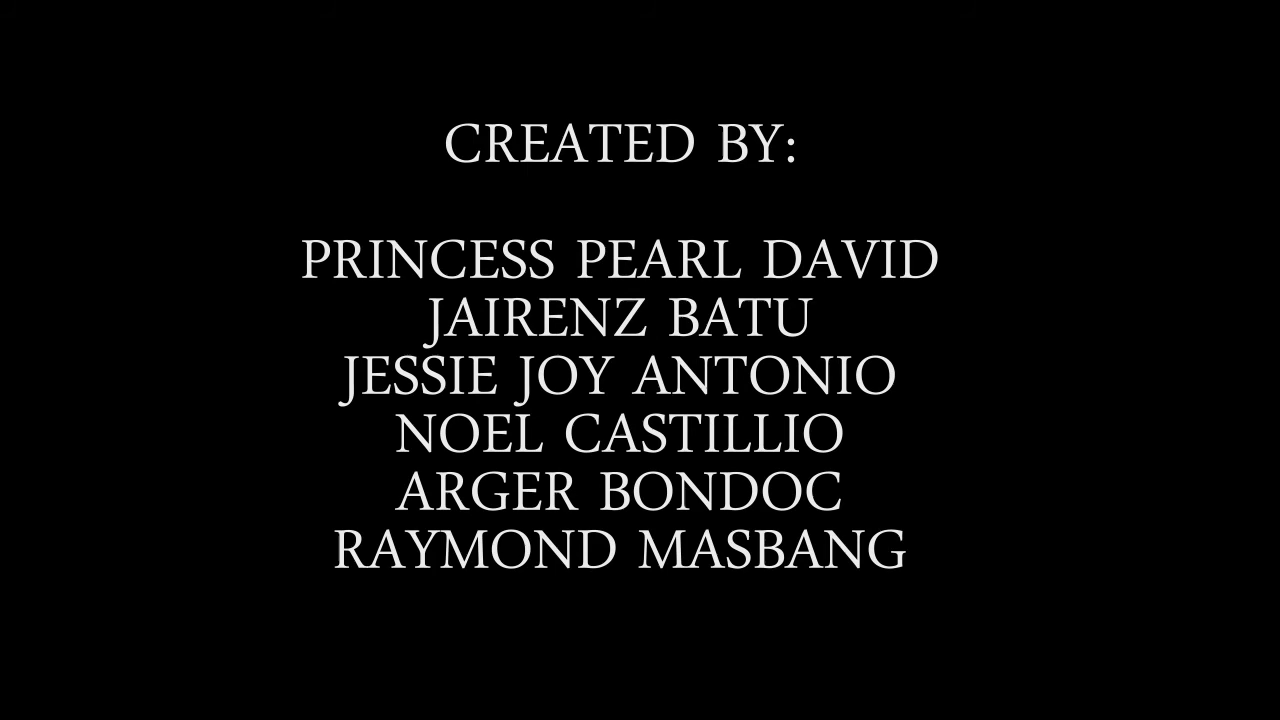 CREATED BY:
PRINCESS PEARL DAVID
JAIRENZ BATU
JESSIE JOY ANTONIO
NOEL CASTILLIO
ARGER BONDOC
RAYMOND MASBANG